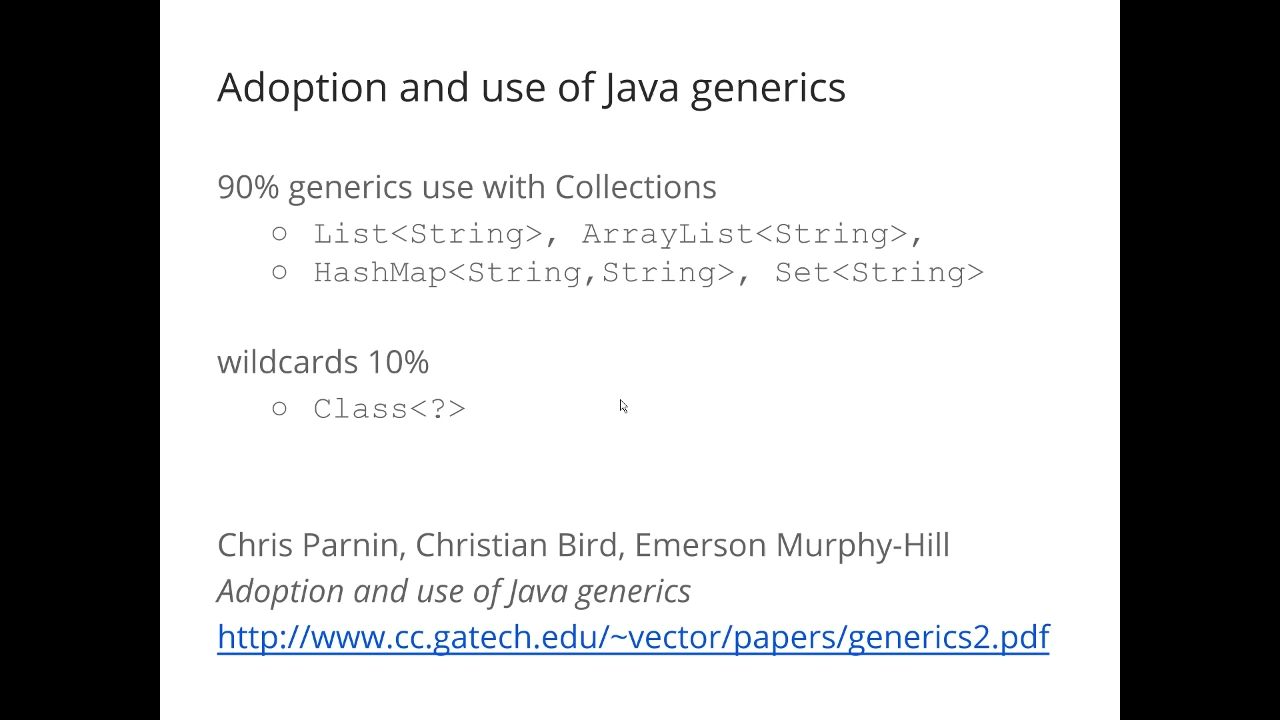 Adoption and use of Java generics
90% generics use with Collections
○ List<String>, ArrayList<String>,
○ HashMap<String,String>, Set<String>
wildcards 10%
○ Class<?>
Chris Parnin, Christian Bird, Emerson Murphy-Hill
Adoption and use of Java generics
http://www.cc.gatech.edu/~vector/papers/generics2.pdf